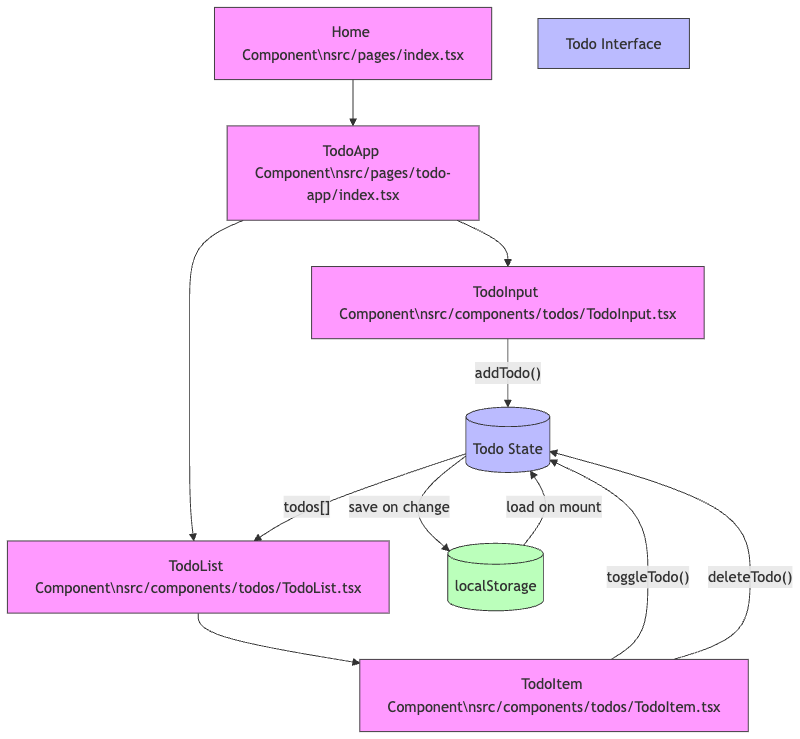 Home
Component\nsrc/pages/index.tsx
Todo Interface
TodoApp
Component\nsrc/pages/todo-
app/index.tsx
TodoInput
Component\nsrc/components/todos/TodoInput.tsx
addTodo()
Todo State
todos[]
save on change
load on mount
TodoList
Component\nsrc/components/todos/TodoList.tsx
localStorage
toggleTodo()
deleteTodo()
TodoItem
Component\nsrc/components/todos/TodoItem.tsx